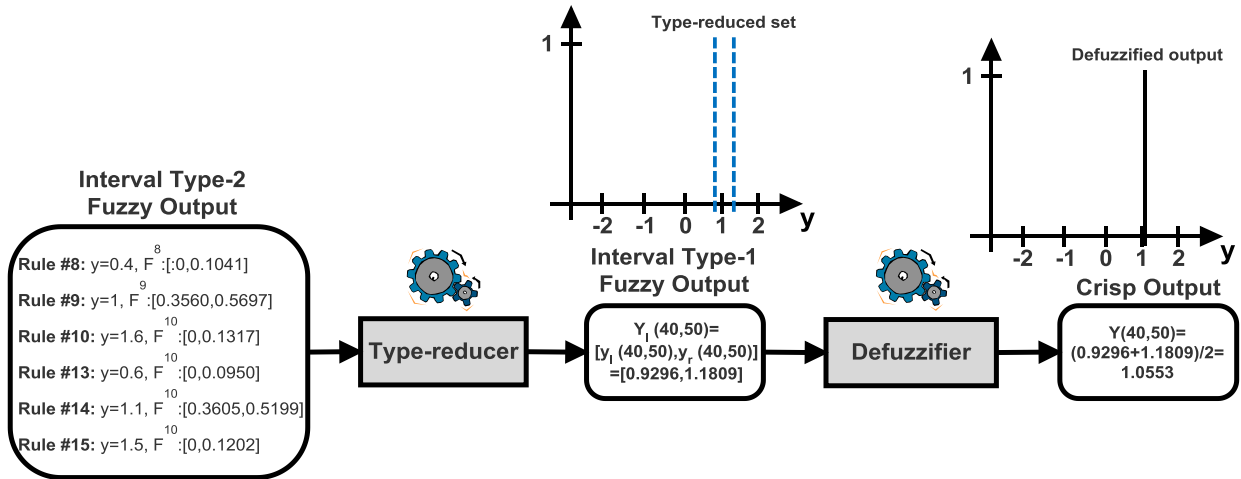 Interval Type-2
Fuzzy Output
Rule #8: y=0.4, F8:[:0,0.1041]
Rule #9: y=1, F9:[0.3560,0.5697]
Rule #10: y=1.6, F10:[0,0.1317]
Rule #13: y=0.6, F10:[0,0.0950]
Rule #14: y=1.1, F10:[0.3605,0.5199]
Rule #15: y=1.5, F10:[0,0.1202]
Type-reducer
Type-reduced set
1
-2 -1 0 1 2 y
Interval Type-1
Fuzzy Output
Yl (40,50)=
[yl (40,50),yr (40,50)]
=[0.9296,1.1809]
Defuzzifier
Defuzzified output
1
-2 -1 0 1 2 y
Crisp Output
Y(40,50)=
(0.9296+1.1809)/2=
1.0553